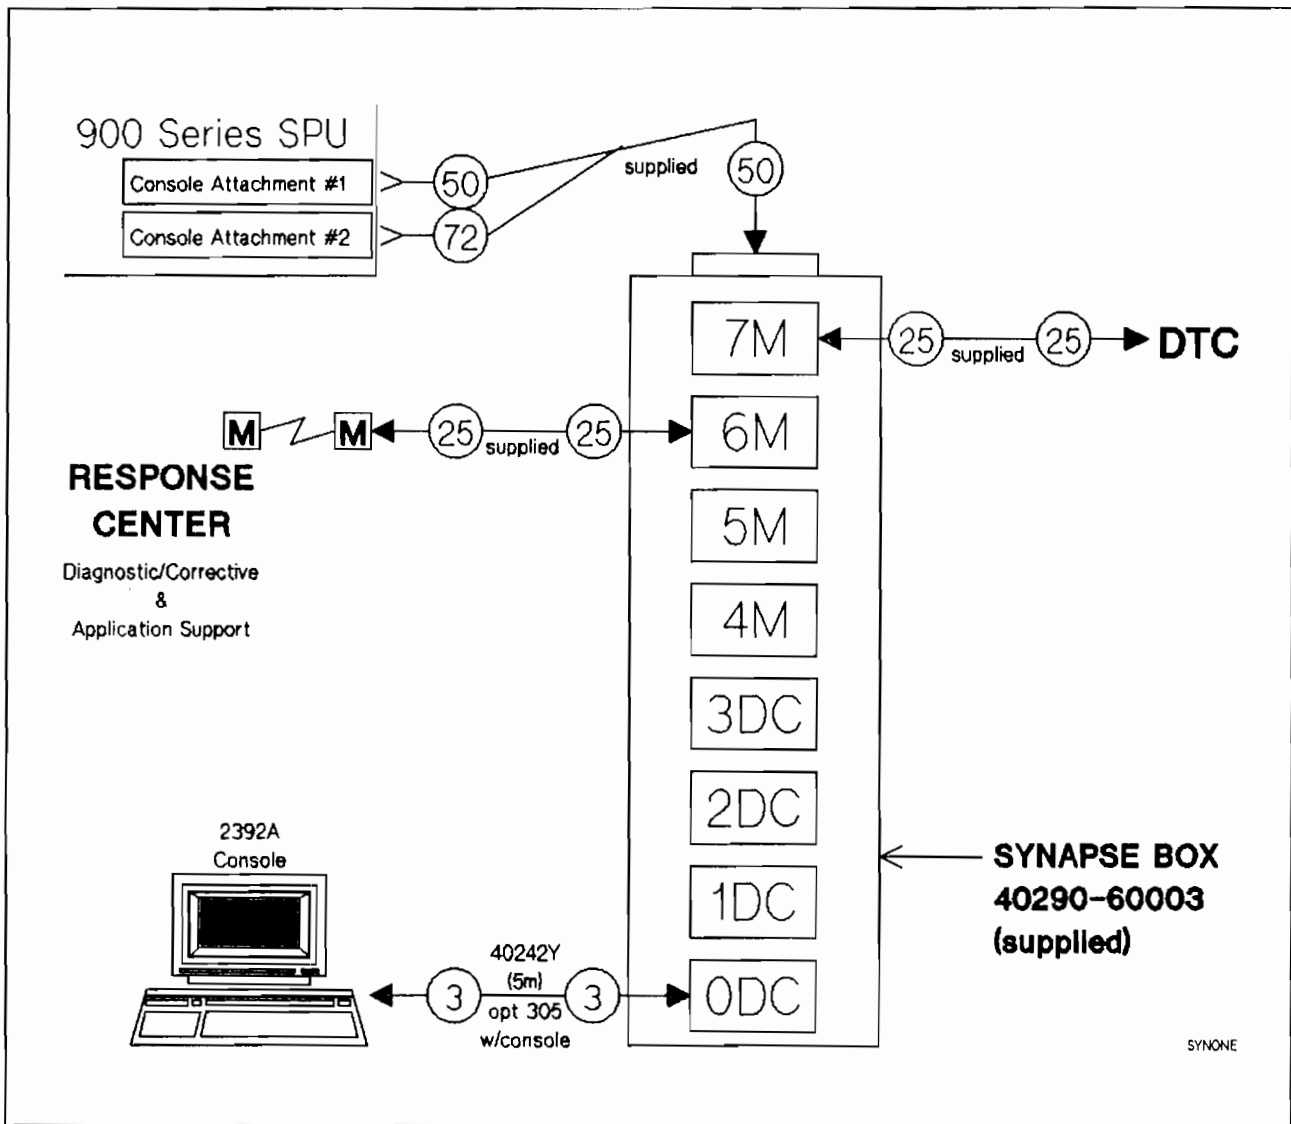 900 Series SPU
Console Attachment #1
50
supplied
50
Console Attachment #2
72
7M
25
supplied
25
DTC
M
M
25
supplied
25
6M
RESPONSE
CENTER
Diagnostic/Corrective
&
Application Support
5M
4M
3DC
2DC
1DC
0DC
2392A
Console
3
40242Y
(5m)
opt 305
w/console
3
SYNAPSE BOX
40290-60003
(supplied)
SYNONE